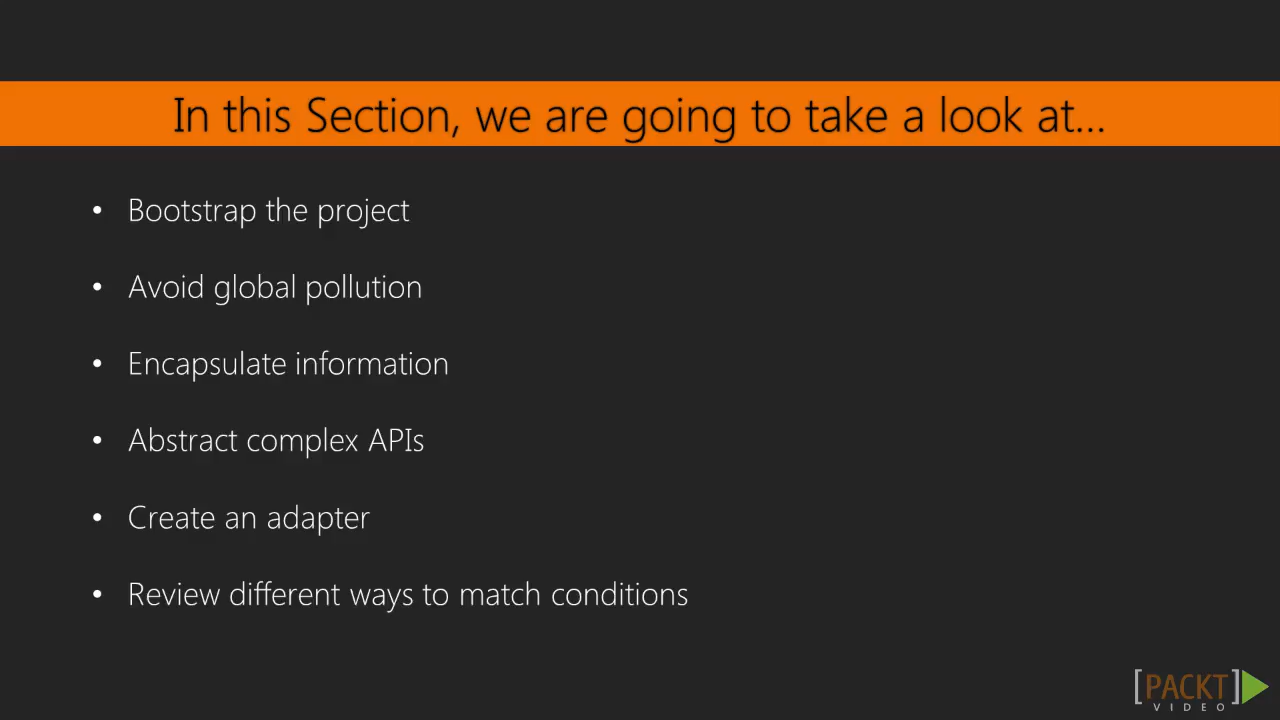 In this Section, we are going to take a look at...
• Bootstrap the project
• Avoid global pollution
• Encapsulate information
• Abstract complex APIs
• Create an adapter
• Review different ways to match conditions
[PACKT]
VIDEO